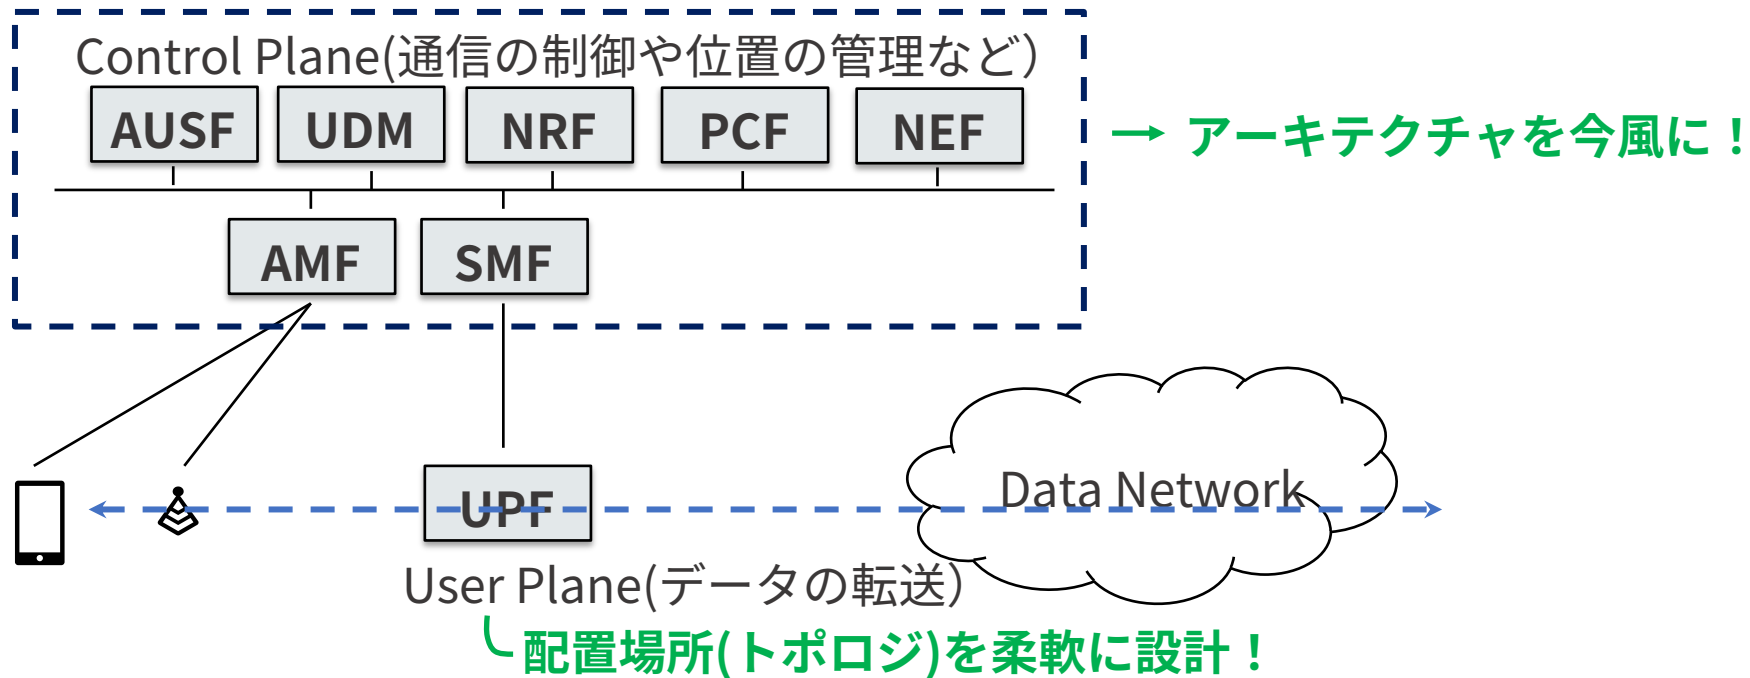 Control Plane(通信の制御や位置の管理など）
AUSF
UDM
NRF
PCF
NEF
アーキテクチャを今風に！
AMF
SMF
UPF
Data Network
User Plane(データの転送）
配置場所(トポロジ)を柔軟に設計！